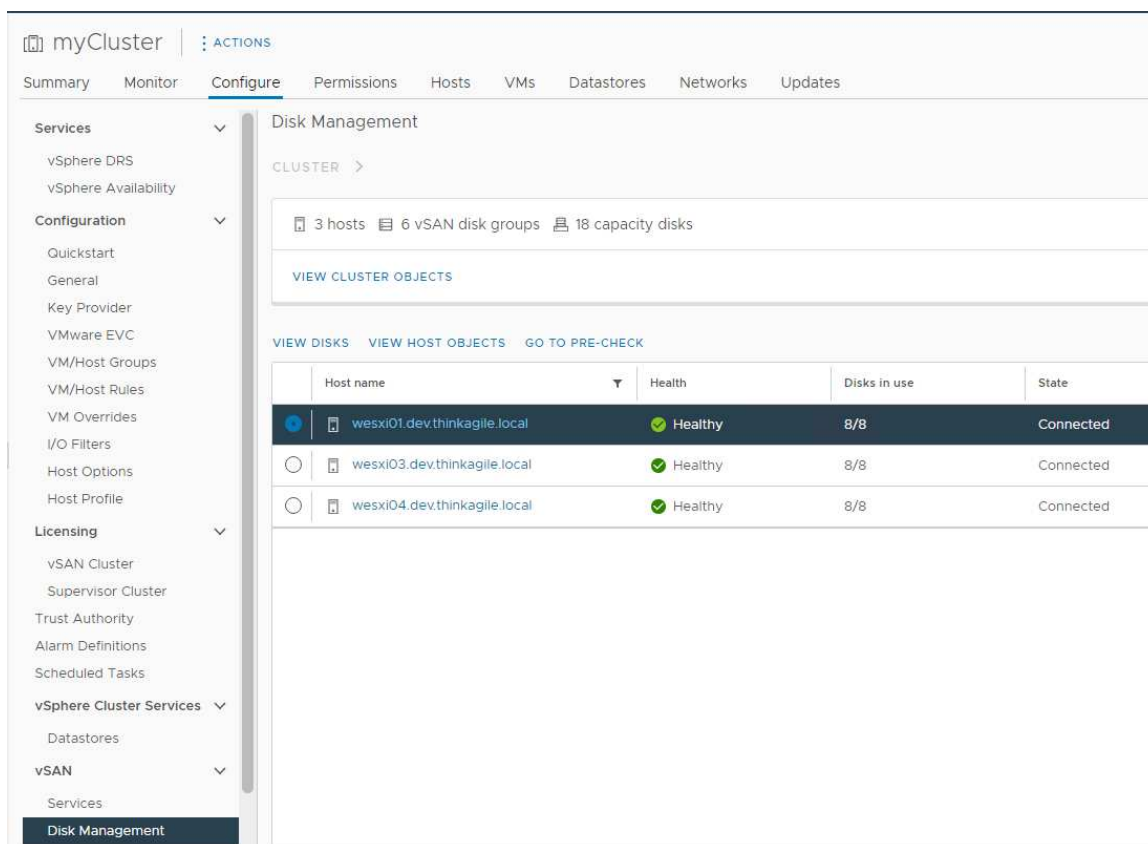 myCluster ACTIONS
Summary Monitor Configure Permissions Hosts VMs Datastores Networks Updates
Services
vSphere DRS
vSphere Availability
Configuration
Quickstart
General
Key Provider
VMware EVC
VM/Host Groups
VM/Host Rules
VM Overrides
I/O Filters
Host Options
Host Profile
Licensing
vSAN Cluster
Supervisor Cluster
Trust Authority
Alarm Definitions
Scheduled Tasks
vSphere Cluster Services
Datastores
vSAN
Services
Disk Management
Disk Management
CLUSTER >
3 hosts 6 vSAN disk groups 18 capacity disks
VIEW CLUSTER OBJECTS
VIEW DISKS VIEW HOST OBJECTS GO TO PRE-CHECK
Host name Health Disks in use State
wesxi01.dev.thinkagile.local Healthy 8/8 Connected
wesxi03.dev.thinkagile.local Healthy 8/8 Connected
wesxi04.dev.thinkagile.local Healthy 8/8 Connected